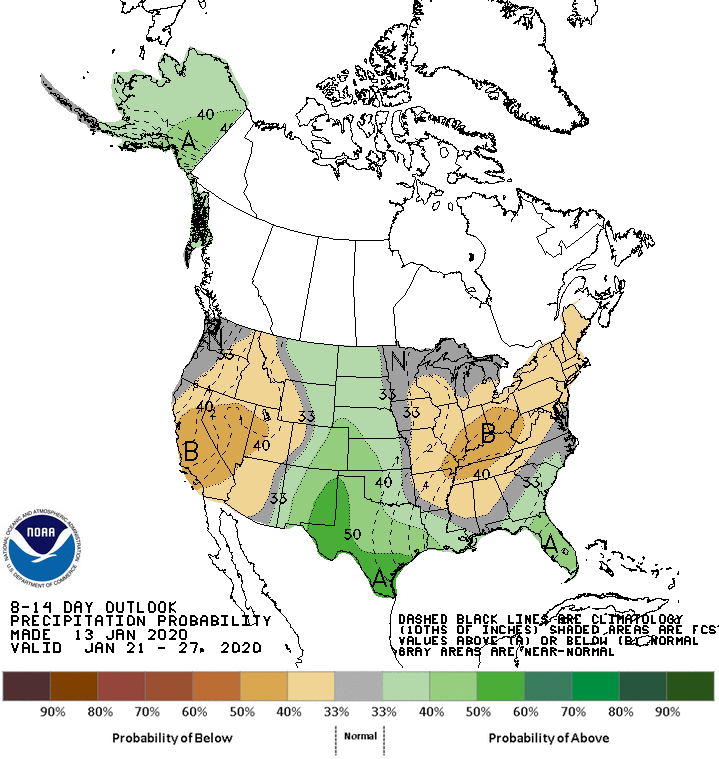 40
4
A
N
33
N
33
33
40
33
B
40
B
40
40
33
33
50
A
A
NATIONAL OCEANIC AND ATMOSPHERIC ADMINISTRATION
NOAA
U.S. DEPARTMENT OF COMMERCE
8-14 DAY OUTLOOK
PRECIPITATION PROBABILITY
MADE 13 JAN 2020
VALID JAN 21 - 27, 2020
DASHED BLACK LINES ARE CLIMATOLOGY
(10THS OF INCHES) SHADED AREAS ARE FCST
VALUES ABOVE (A) OR BELOW (B) NORMAL
GRAY AREAS ARE NEAR-NORMAL
90% 80% 70% 60% 50% 40% 33% 33% 40% 50% 60% 70% 80% 90%
Probability of Below Normal Probability of Above